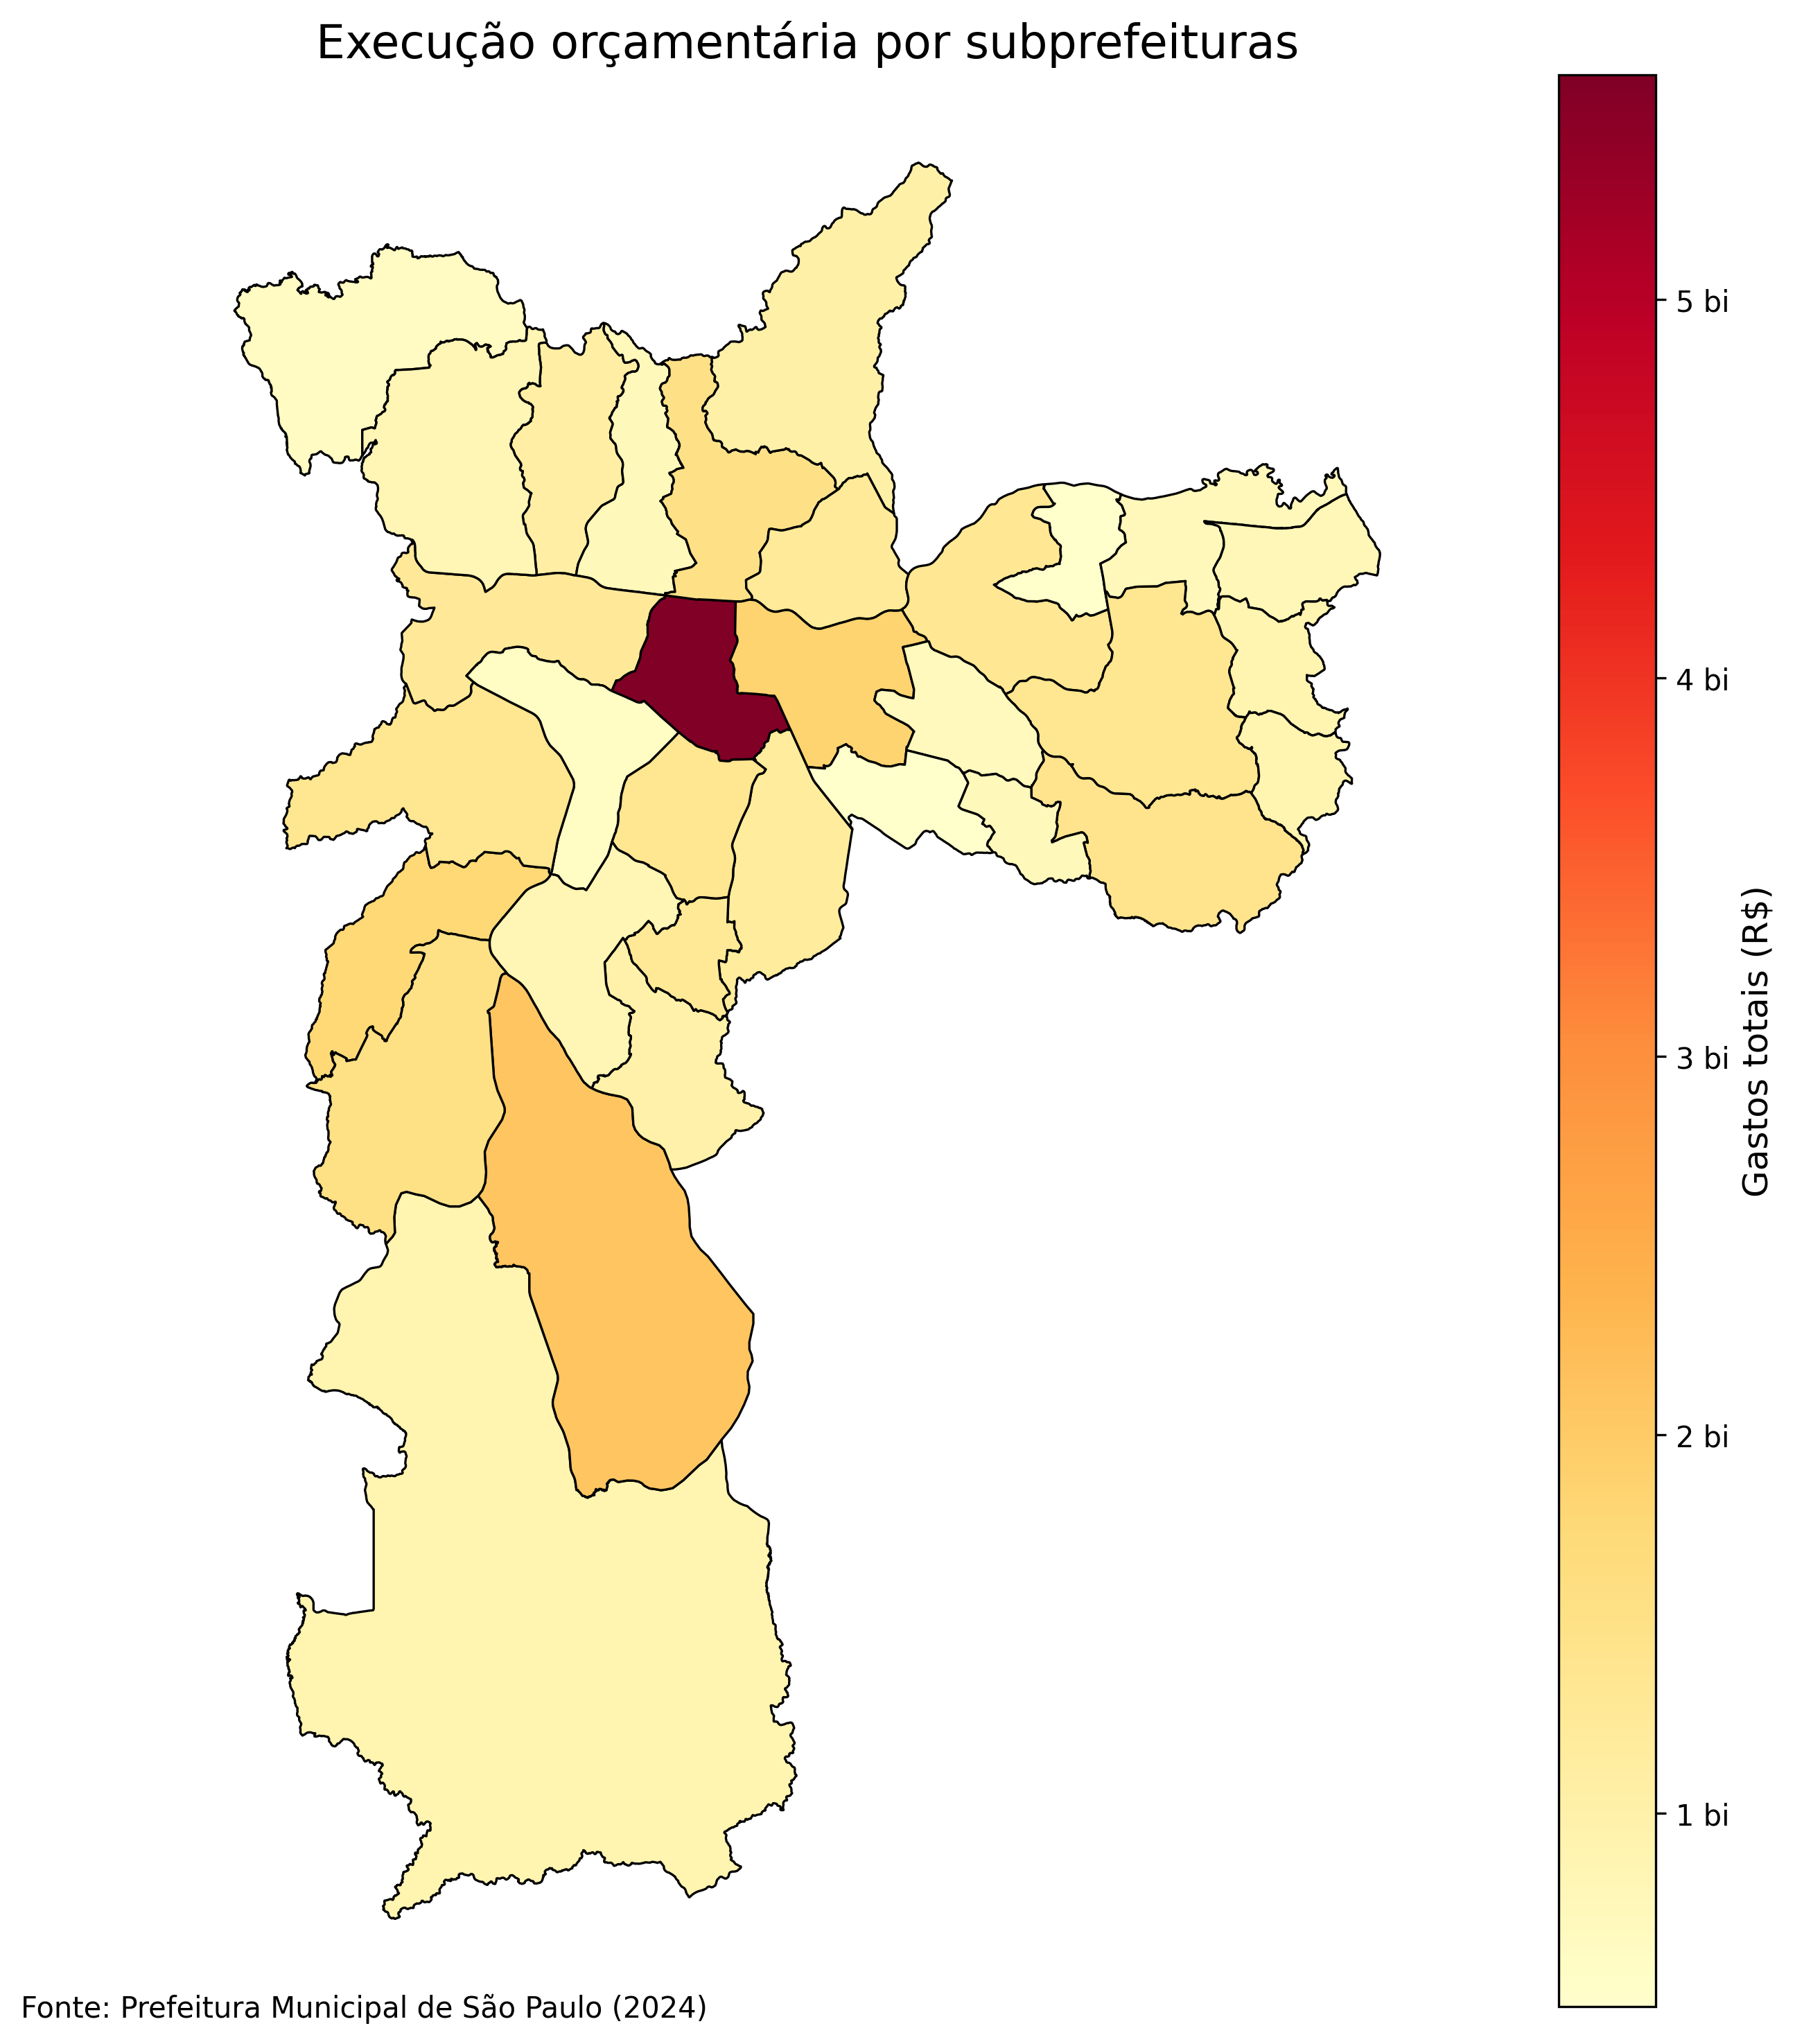 Execução orçamentária por subprefeituras
5 bi
4 bi
3 bi
2 bi
1 bi
Gastos totais (R$)
Fonte: Prefeitura Municipal de São Paulo (2024)